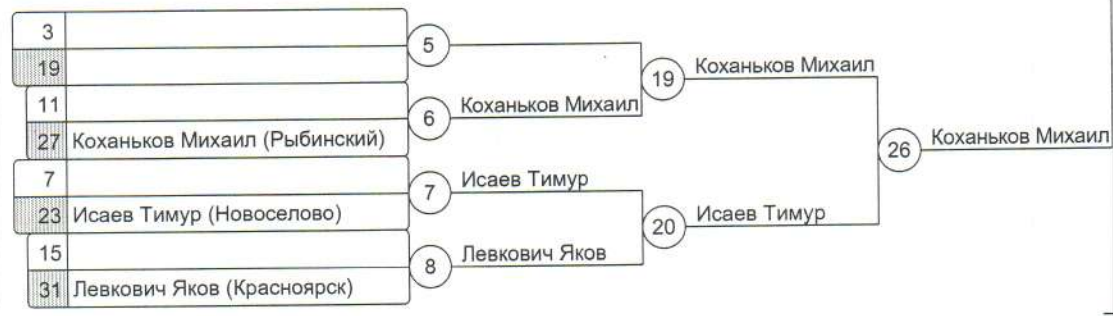 3
19
5
11
27 Коханьков Михаил (Рыбинский)
6 Коханьков Михаил
19 Коханьков Михаил
7
23 Исаев Тимур (Новоселово)
7 Исаев Тимур
15
31 Левкович Яков (Красноярск)
8 Левкович Яков
20 Исаев Тимур
26 Коханьков Михаил